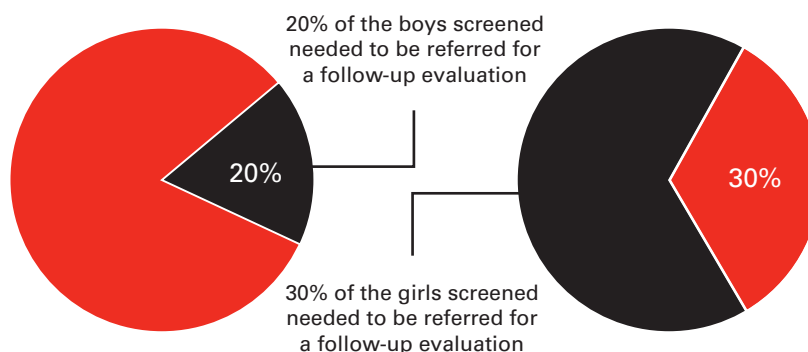 20% of the boys screened
needed to be referred for
a follow-up evaluation
20%
30%
30% of the girls screened
needed to be referred for
a follow-up evaluation